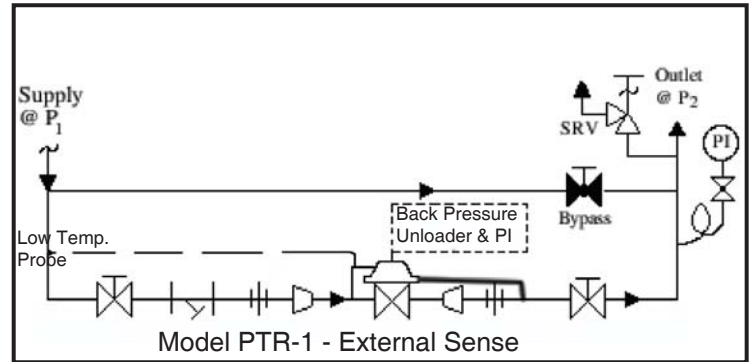 Supply
@ P1
Outlet
@ P2
SRV
PI
Bypass
Back Pressure
Unloader & PI
Low Temp.
Probe
Model PTR-1 - External Sense